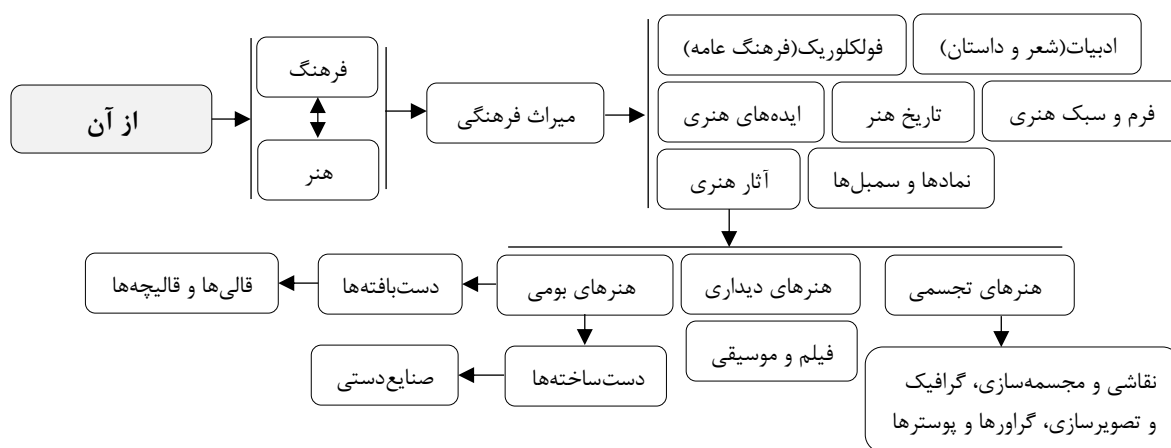 از آن
فرهنگ
هنر
میراث فرهنگی
ادبیات(شعر و داستان)
فولکلوریک(فرهنگ عامه)
فرم و سبک هنری
تاریخ هنر
ایده‌های هنری
نمادها و سمبل‌ها
آثار هنری
هنرهای تجسمی
هنرهای دیداری
هنرهای بومی
دست‌بافته‌ها
قالی‌ها و قالیچه‌ها
فیلم و موسیقی
دست‌ساخته‌ها
صنایع‌دستی
نقاشی و مجسمه‌سازی، گرافیک
و تصویرسازی، گراورها و پوسترها